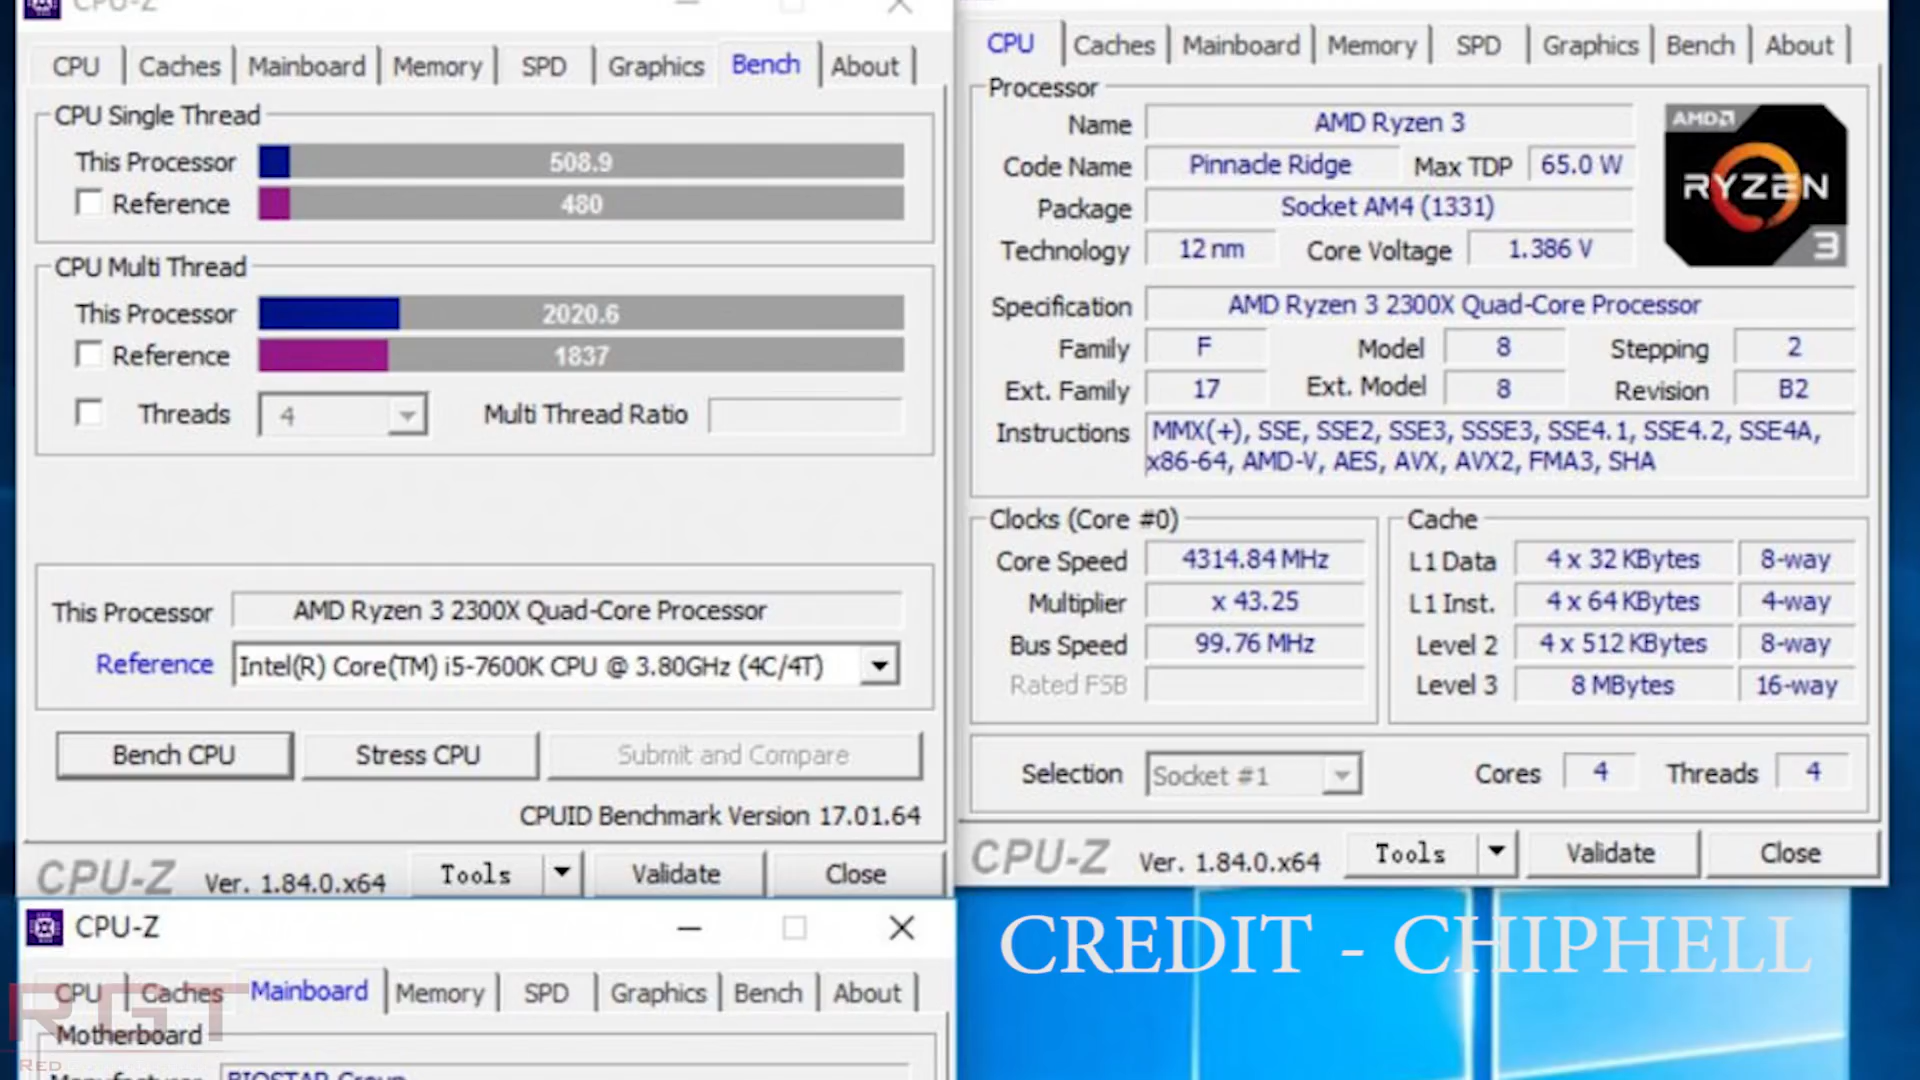 CPU-Z
CPU Caches Mainboard Memory SPD Graphics Bench About
CPU Single Thread
This Processor 508.9
Reference 480
CPU Multi Thread
This Processor 2020.6
Reference 1837
Threads 4 Multi Thread Ratio
This Processor AMD Ryzen 3 2300X Quad-Core Processor
Reference Intel(R) Core(TM) i5-7600K CPU @ 3.80GHz (4C/4T)
Bench CPU Stress CPU Submit and Compare
CPUID Benchmark Version 17.01.64
CPU-Z Ver. 1.84.0.x64 Tools Validate Close
CPU Caches Mainboard Memory SPD Graphics Bench About
Processor
Name AMD Ryzen 3
Code Name Pinnacle Ridge Max TDP 65.0 W
Package Socket AM4 (1331)
Technology 12 nm Core Voltage 1.386 V
AMD
RYZEN
3
Specification AMD Ryzen 3 2300X Quad-Core Processor
Family F Model 8 Stepping 2
Ext. Family 17 Ext. Model 8 Revision B2
Instructions MMX(+), SSE, SSE2, SSE3, SSSE3, SSE4.1, SSE4.2, SSE4A,
x86-64, AMD-V, AES, AVX, AVX2, FMA3, SHA
Clocks (Core #0)
Core Speed 4314.84 MHz
Multiplier x 43.25
Bus Speed 99.76 MHz
Rated FSB
Cache
L1 Data 4 x 32 KBytes 8-way
L1 Inst. 4 x 64 KBytes 4-way
Level 2 4 x 512 KBytes 8-way
Level 3 8 MBytes 16-way
Selection Socket #1 Cores 4 Threads 4
CPU-Z Ver. 1.84.0.x64 Tools Validate Close
CPU-Z
CPU Caches Mainboard Memory SPD Graphics Bench About
Motherboard
Manufacturer BIOSTAR Group
CREDIT - CHIPHELL
RGT
RED